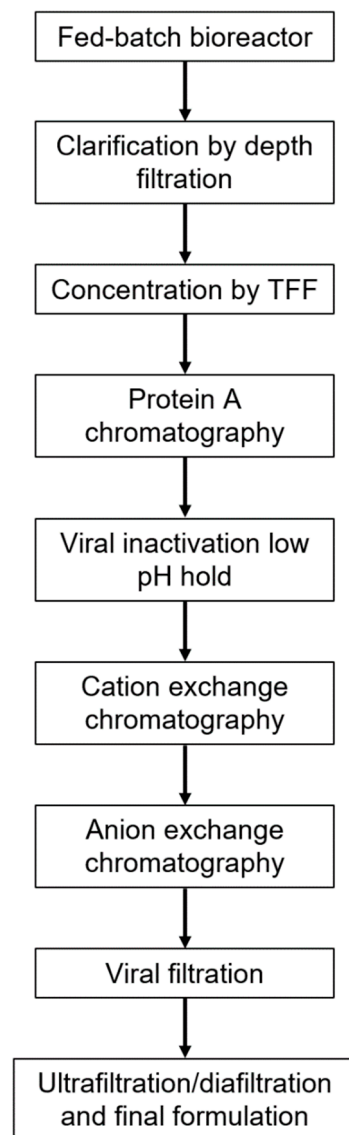 Fed-batch bioreactor
Clarification by depth
filtration
Concentration by TFF
Protein A
chromatography
Viral inactivation low
pH hold
Cation exchange
chromatography
Anion exchange
chromatography
Viral filtration
Ultrafiltration/diafiltration
and final formulation